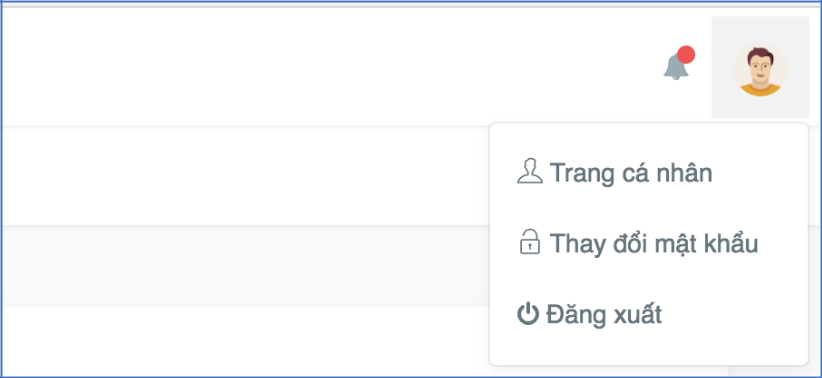 Trang cá nhân
Thay đổi mật khẩu
Đăng xuất